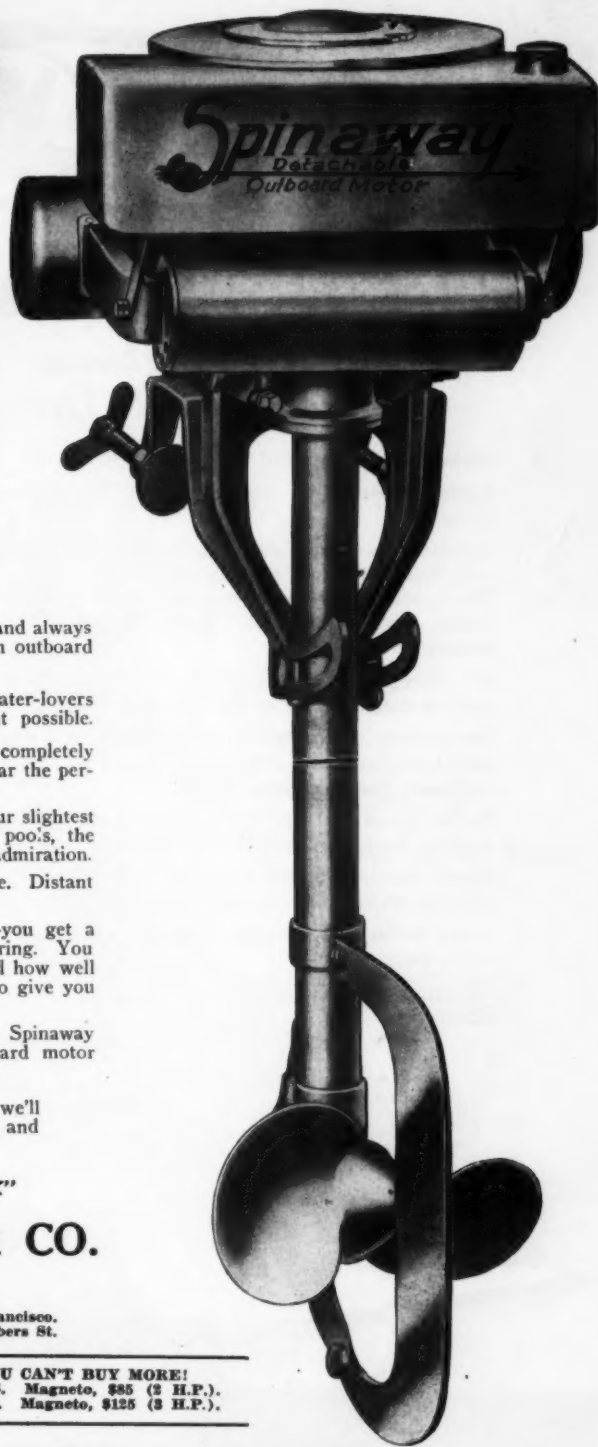 Spinaway
Detachable
Outboard Motor
and always
outboard
ater-lovers
t possible.
completely
ar the per-
ur slightest
poo's, the
dmiration.
e. Distant
you get a
ring. You
how well
o give you
Spinaway
ard motor
we'll
and
CO.
ancisco.
bers St.
U CAN'T BUY MORE!
Magneto, $85 (2 H.P.).
Magneto, $125 (3 H.P.).